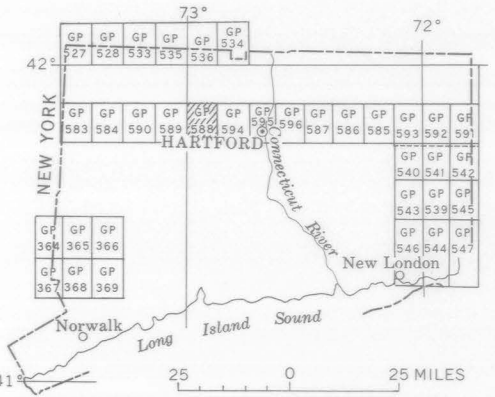 73°
72°
GP 527 GP 528 GP 533 GP 535 GP 536 GP 534
42°
GP 583 GP 584 GP 590 GP 589 GP 588 GP 594 GP 595 GP 596 GP 587 GP 586 GP 585 GP 593 GP 592 GP 591
HARTFORD
NEW YORK
Connecticut River
GP 540 GP 541 GP 542
GP 543 GP 539 GP 545
GP 546 GP 544 GP 547
GP 364 GP 365 GP 366
GP 367 GP 368 GP 369
New London
Norwalk
Long Island Sound
41°
25 0 25 MILES